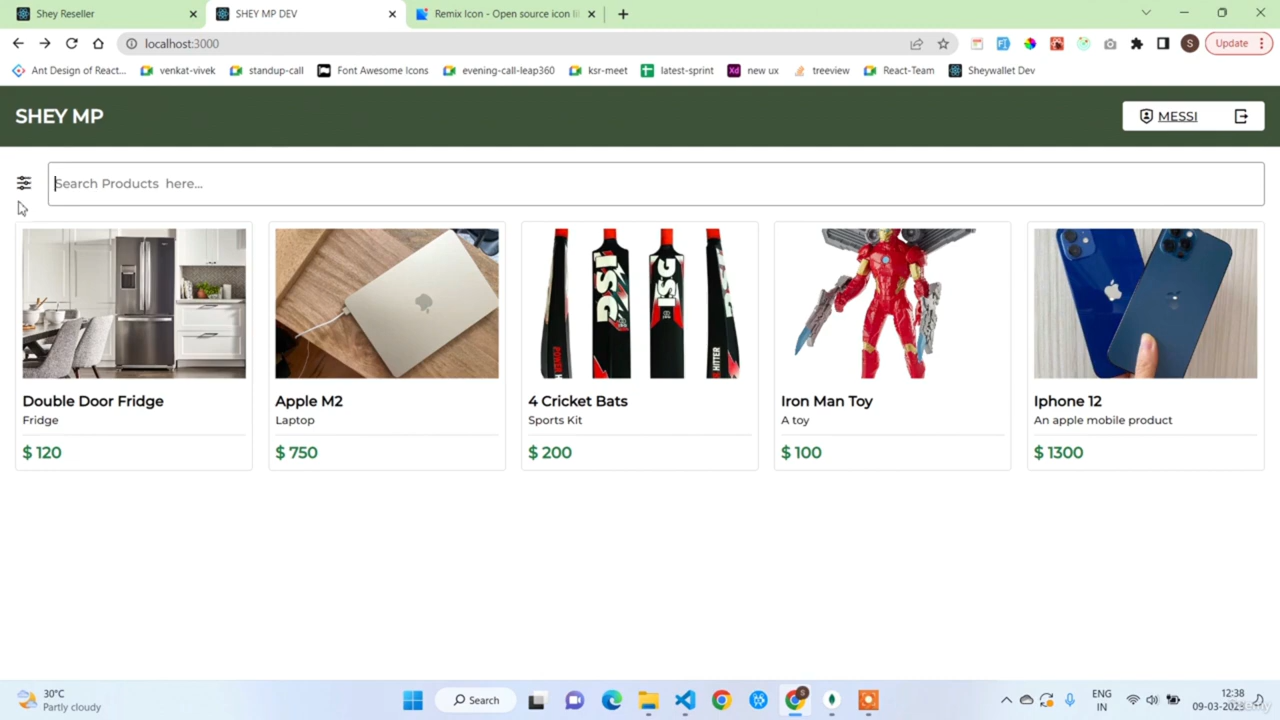 Shey Reseller
SHEY MP DEV
Remix Icon - Open source icon li
localhost:3000
Update
Ant Design of React...
venkat-vivek
standup-call
Font Awesome Icons
evening-call-leap360
ksr-meet
latest-sprint
new ux
treeview
React-Team
Sheywallet Dev
SHEY MP
MESSI
Search Products here...
Double Door Fridge
Fridge
$ 120
Apple M2
Laptop
$ 750
4 Cricket Bats
Sports Kit
$ 200
Iron Man Toy
A toy
$ 100
Iphone 12
An apple mobile product
$ 1300
30°C
Partly cloudy
Search
ENG
IN
12:38
09-03-2023